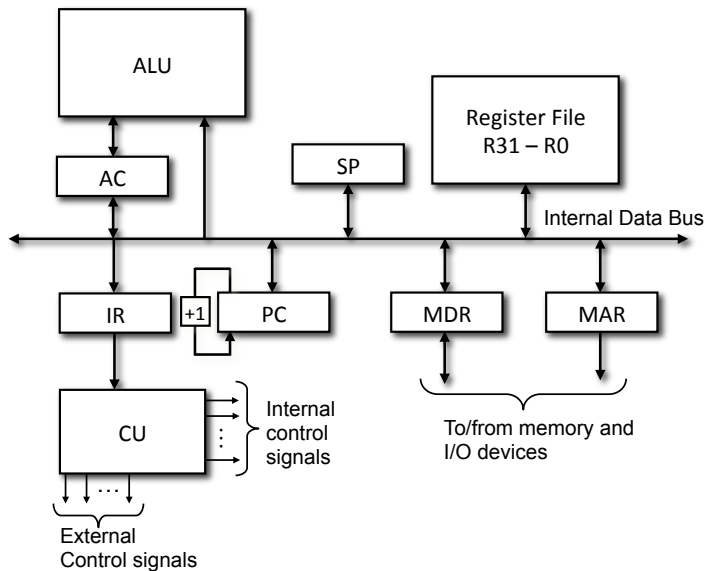 ALU
Register File
R31 – R0
SP
AC
Internal Data Bus
IR
+1
PC
MDR
MAR
CU
Internal
control
signals
To/from memory and
I/O devices
External
Control signals